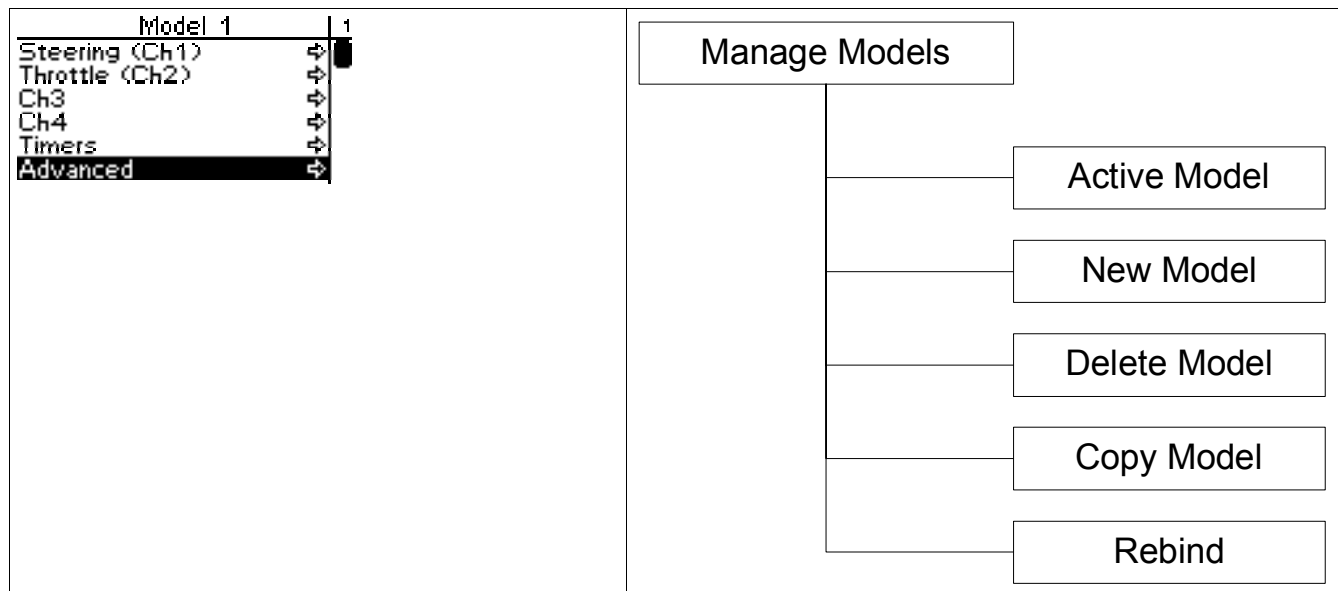 Model 1
1
Steering (Ch1)
Throttle (Ch2)
Ch3
Ch4
Timers
Advanced
Manage Models
Active Model
New Model
Delete Model
Copy Model
Rebind